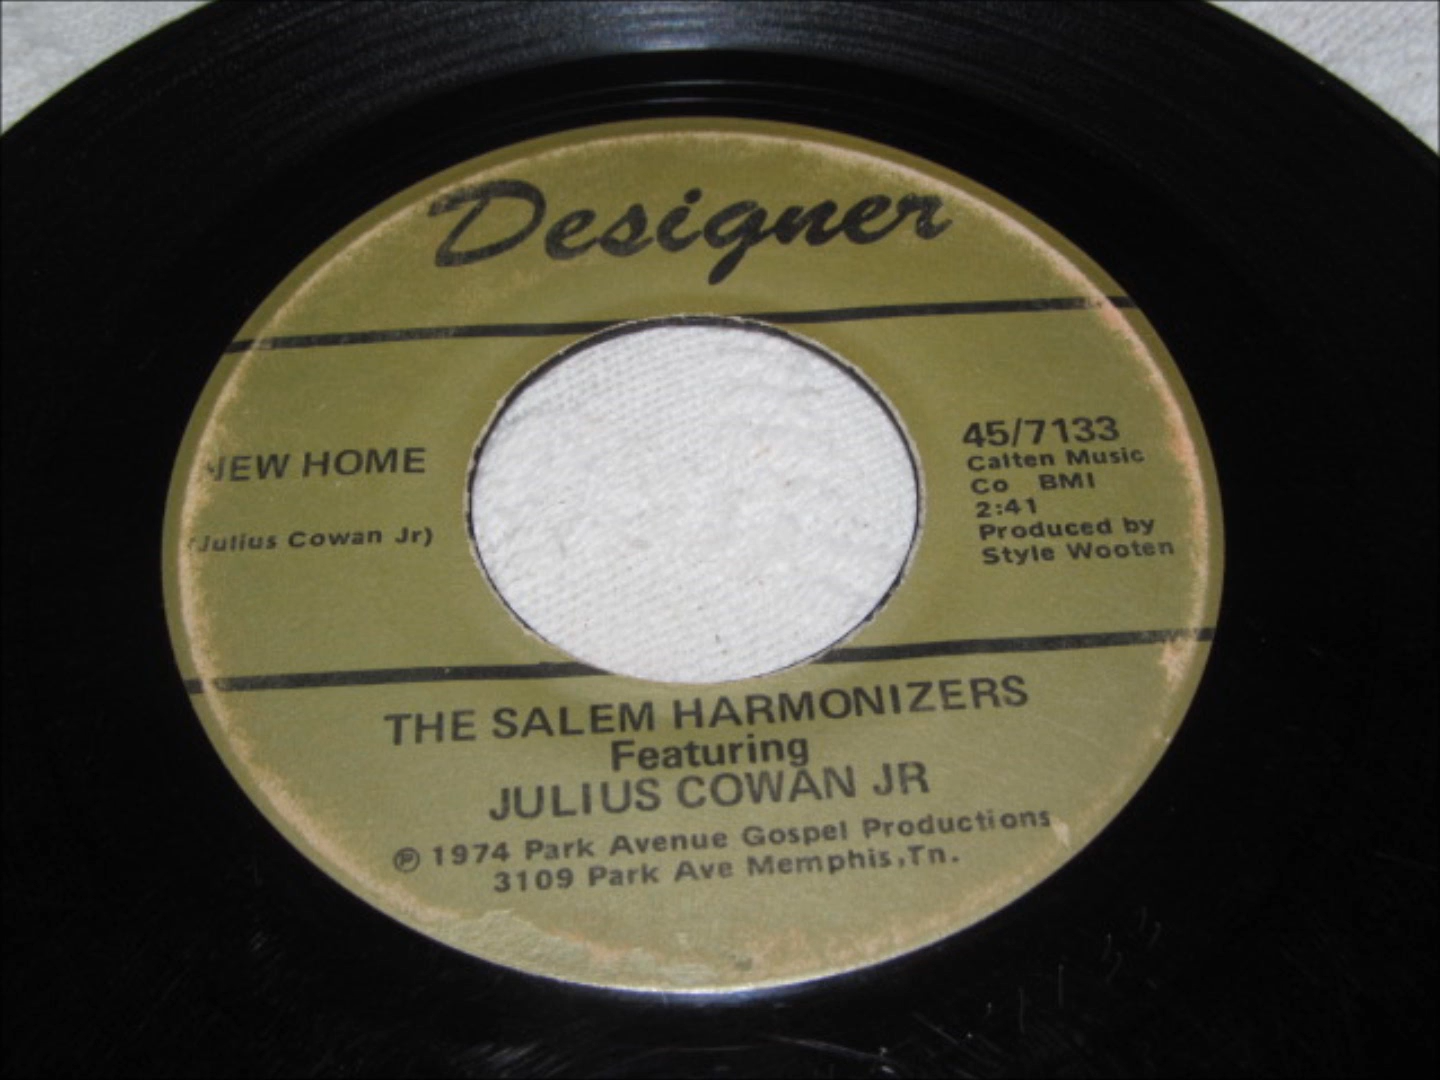 Designer
NEW HOME
(Julius Cowan Jr)
45/7133
Calten Music
Co BMI
2:41
Produced by
Style Wooten
THE SALEM HARMONIZERS
Featuring
JULIUS COWAN JR
℗ 1974 Park Avenue Gospel Productions
3109 Park Ave Memphis,Tn.